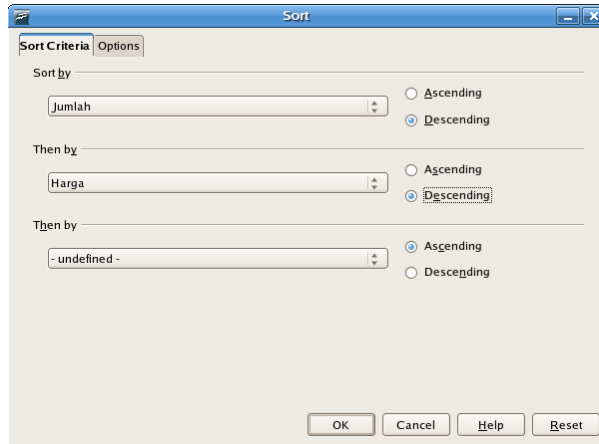 Sort
Sort Criteria Options
Sort by
Jumlah
Ascending
Descending
Then by
Harga
Ascending
Descending
Then by
- undefined -
Ascending
Descending
OK Cancel Help Reset